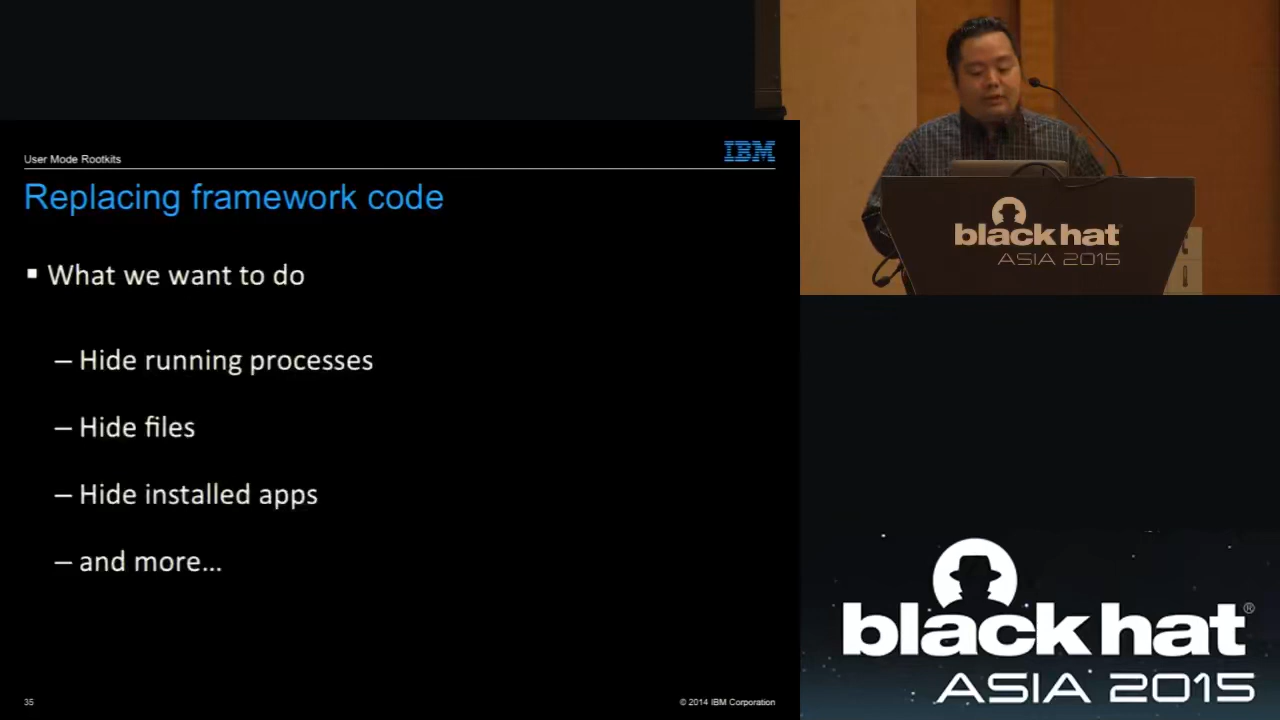 User Mode Rootkits
IBM
Replacing framework code
▪ What we want to do
– Hide running processes
– Hide files
– Hide installed apps
– and more...
35
© 2014 IBM Corporation
black hat
ASIA 2015
black hat®
ASIA 2015